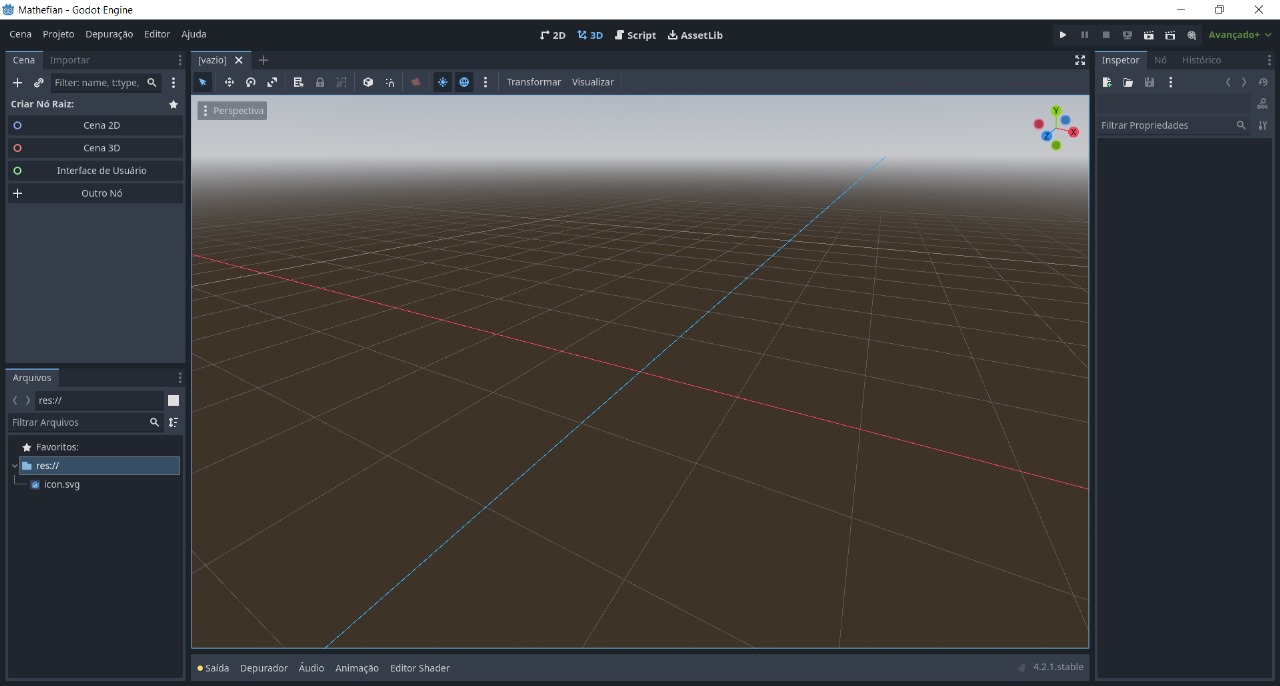 Mathefian - Godot Engine
Cena Projeto Depuração Editor Ajuda
2D 3D Script AssetLib
Avançado+
Cena Importar
Filter: name, t:type,
Criar Nó Raiz:
Cena 2D
Cena 3D
Interface de Usuário
Outro Nó
Arquivos
res://
Filtrar Arquivos
Favoritos:
res://
icon.svg
[vazio]
Transformar Visualizar
Perspectiva
Y
X
Z
Saída Depurador Áudio Animação Editor Shader
4.2.1.stable
Inspetor Nó Histórico
DOC
Filtrar Propriedades